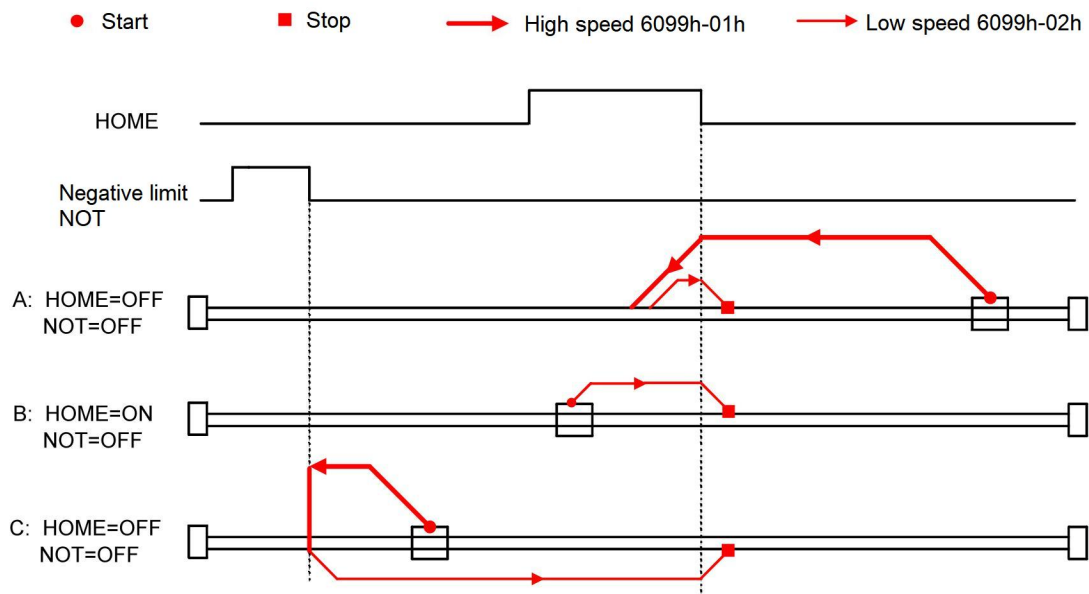 Start Stop High speed 6099h-01h Low speed 6099h-02h
HOME
Negative limit
NOT
A: HOME=OFF
NOT=OFF
B: HOME=ON
NOT=OFF
C: HOME=OFF
NOT=OFF